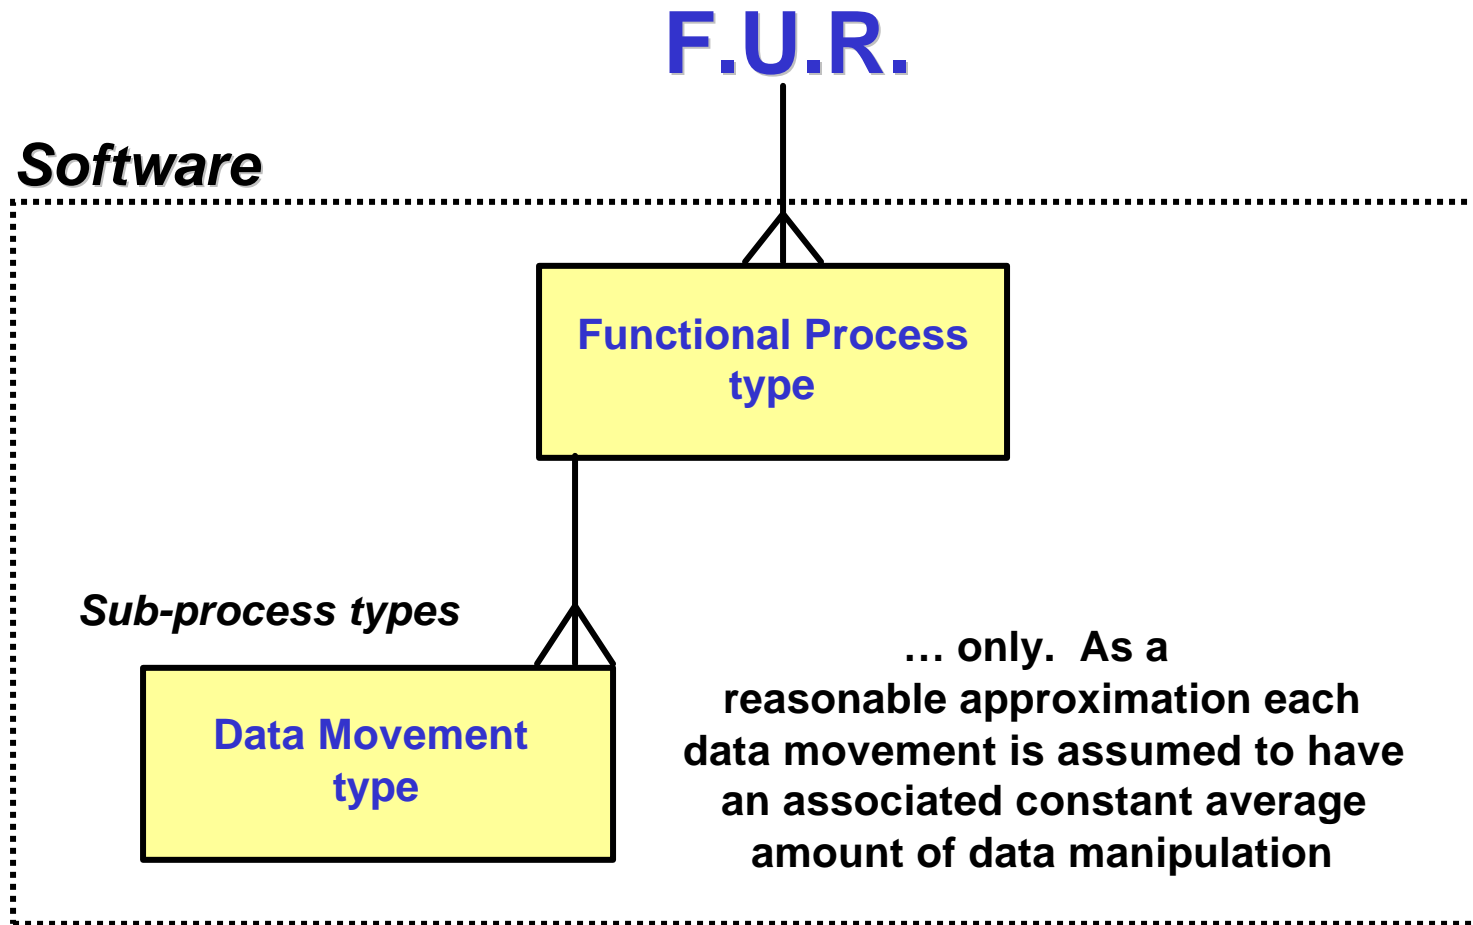 F.U.R.
Software
Functional Process
type
Sub-process types
Data Movement
type
… only.  As a
reasonable approximation each
data movement is assumed to have
an associated constant average
amount of data manipulation